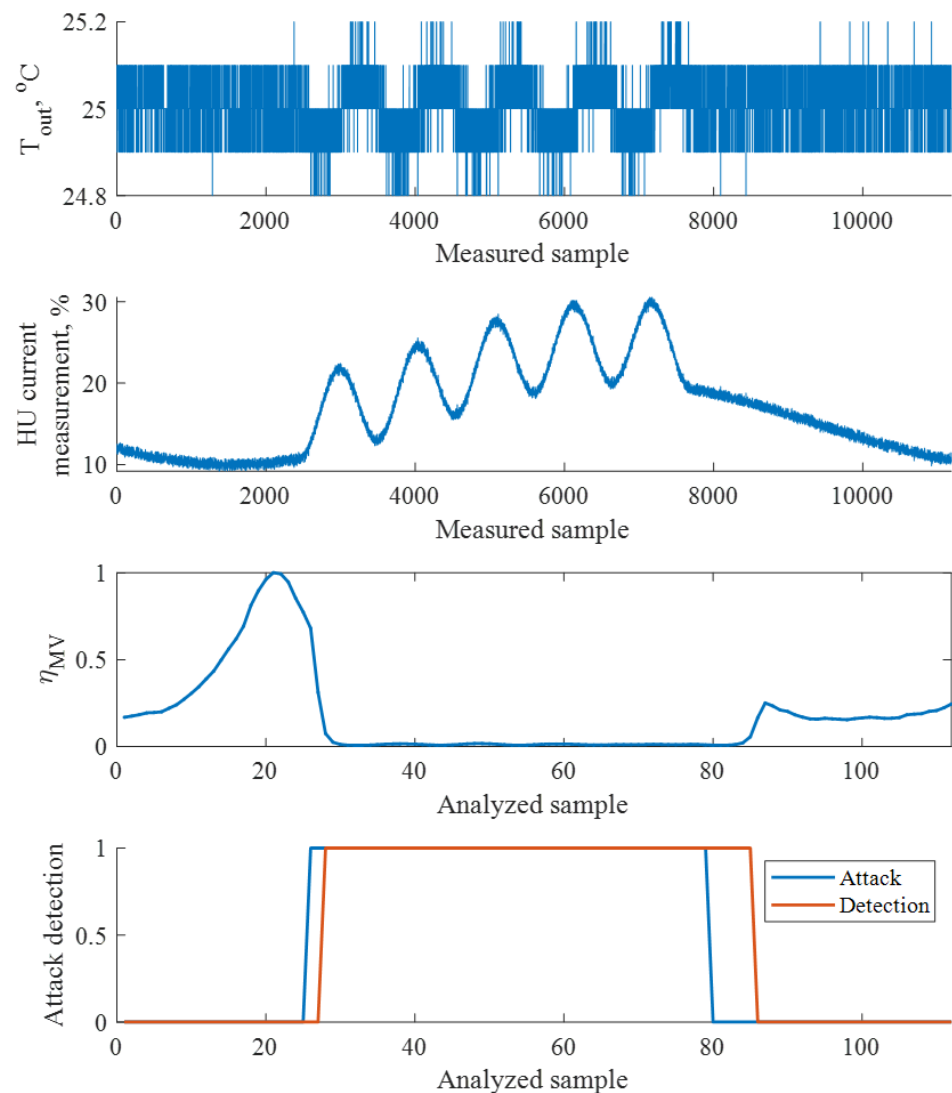 25.2
25
24.8
T_out, °C
0 2000 4000 6000 8000 10000
Measured sample
30
20
10
HU current
measurement, %
0 2000 4000 6000 8000 10000
Measured sample
1
0.5
0
η_MV
0 20 40 60 80 100
Analyzed sample
1
0.5
0
Attack detection
Attack
Detection
0 20 40 60 80 100
Analyzed sample